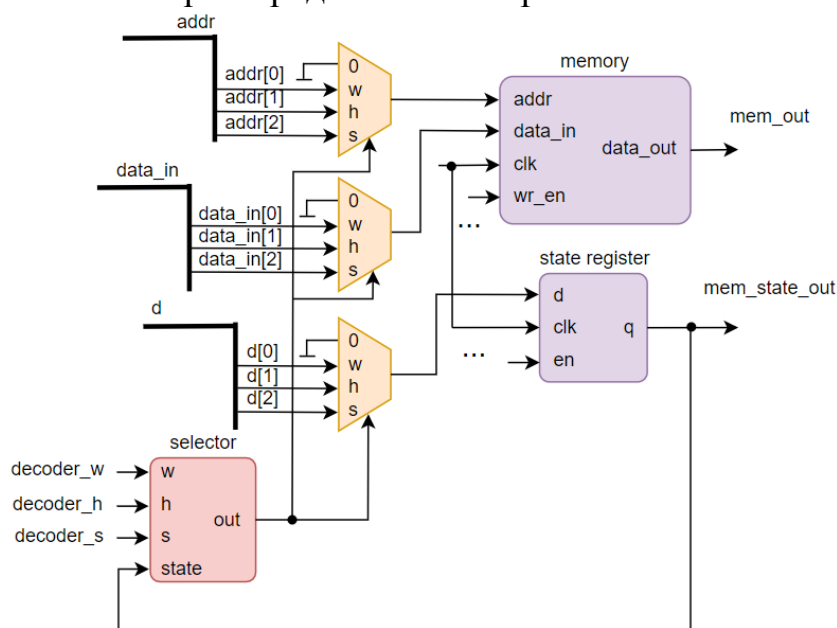 addr
addr[0]
addr[1]
addr[2]
0
w
h
s
memory
addr
data_in
clk
wr_en
data_out
mem_out
...
data_in
data_in[0]
data_in[1]
data_in[2]
0
w
h
s
state register
d
clk
en
q
mem_state_out
...
d
d[0]
d[1]
d[2]
0
w
h
s
selector
decoder_w
decoder_h
decoder_s
w
h
s
state
out